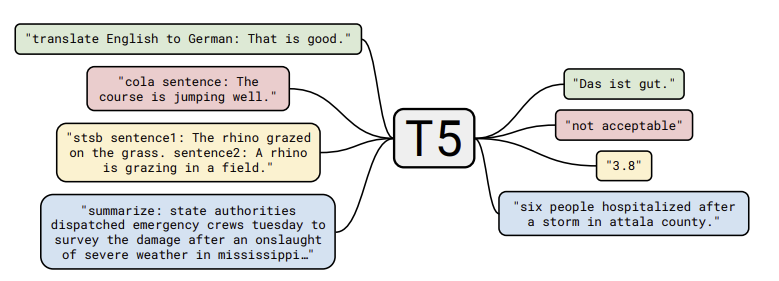 "translate English to German: That is good."
"cola sentence: The
course is jumping well."
"stsb sentence1: The rhino grazed
on the grass. sentence2: A rhino
is grazing in a field."
"summarize: state authorities
dispatched emergency crews tuesday to
survey the damage after an onslaught
of severe weather in mississippi…"
T5
"Das ist gut."
"not acceptable"
"3.8"
"six people hospitalized after
a storm in attala county."